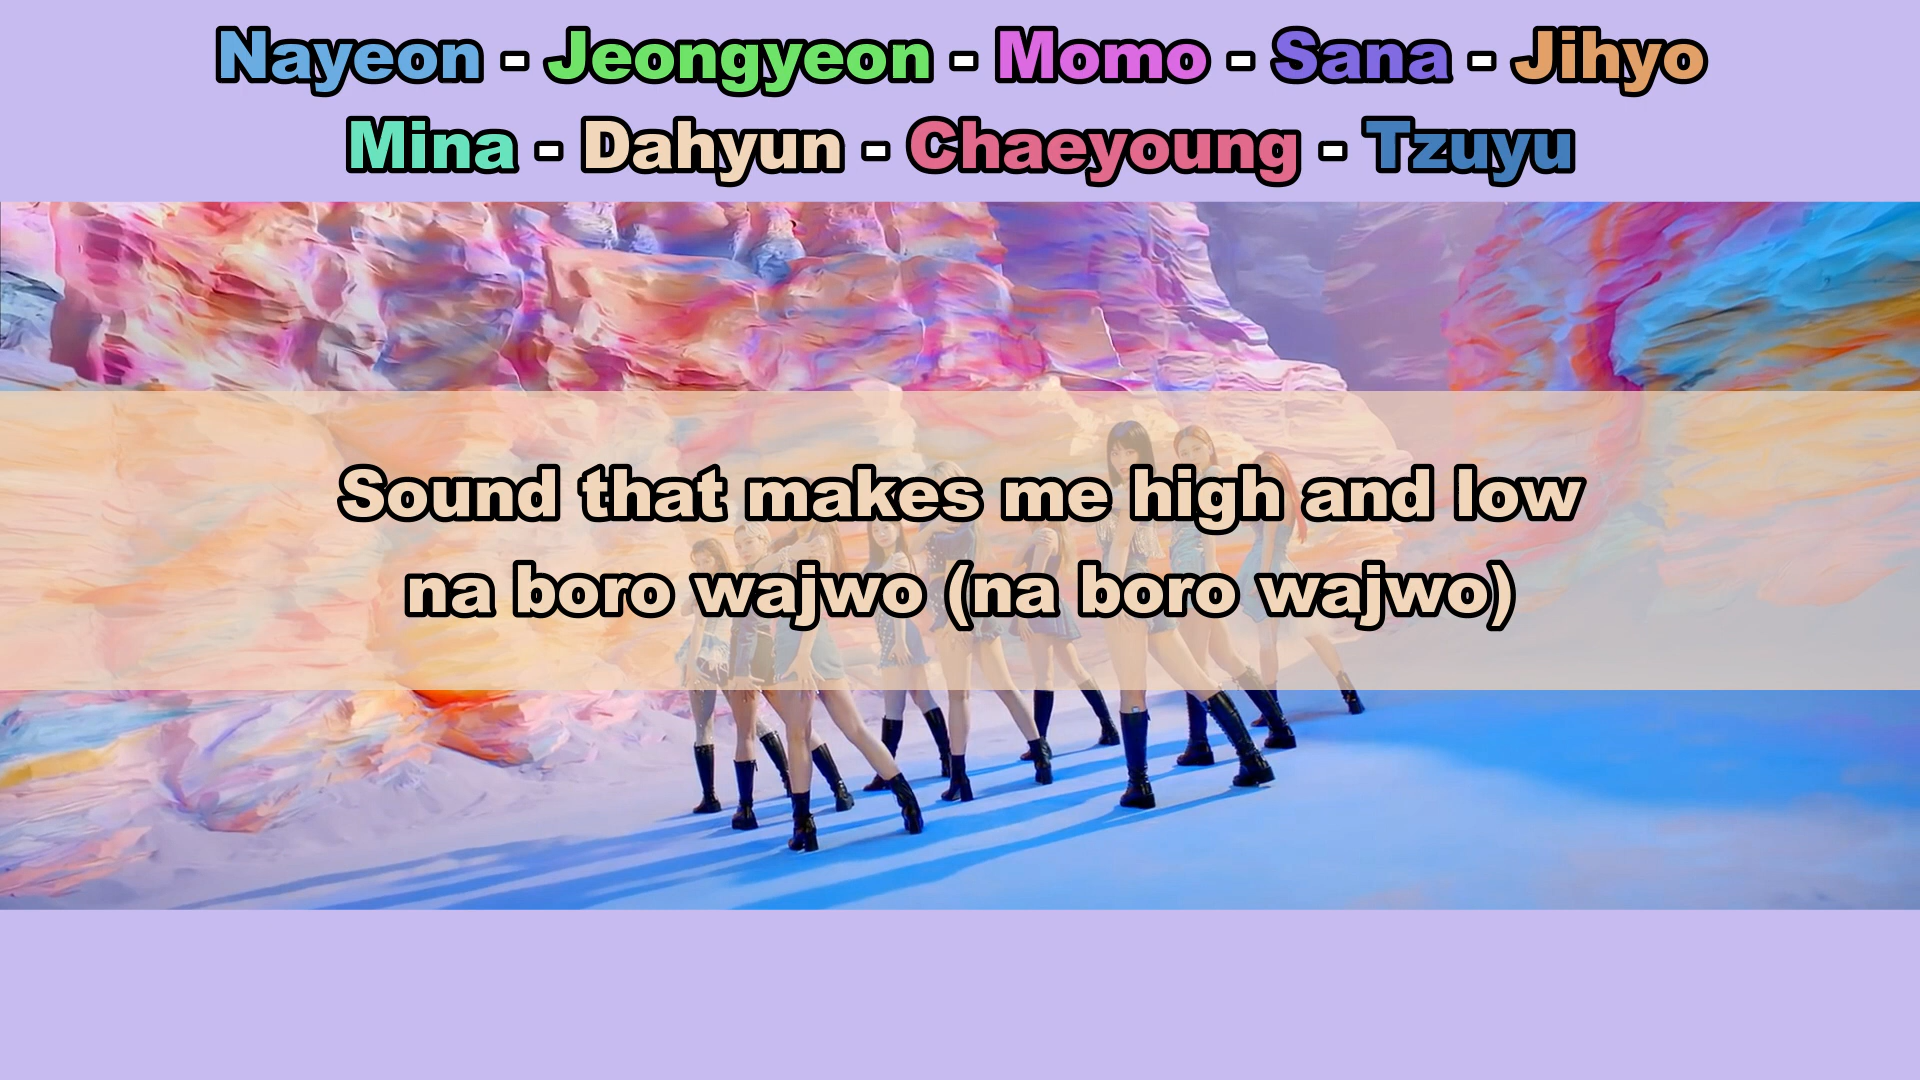 Nayeon - Jeongyeon - Momo - Sana - Jihyo
Mina - Dahyun - Chaeyoung - Tzuyu
Sound that makes me high and low
na boro wajwo (na boro wajwo)